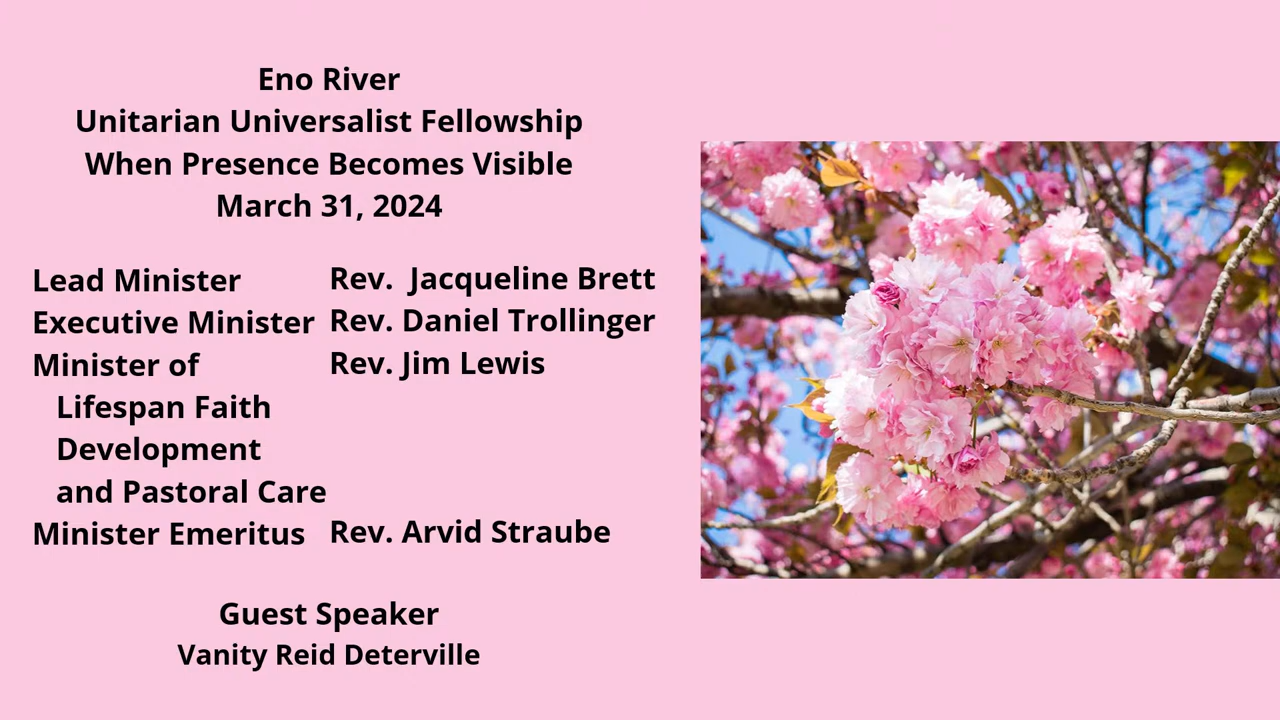 Eno River
Unitarian Universalist Fellowship
When Presence Becomes Visible
March 31, 2024
Lead Minister Rev. Jacqueline Brett
Executive Minister Rev. Daniel Trollinger
Minister of Rev. Jim Lewis
Lifespan Faith
Development
and Pastoral Care
Minister Emeritus Rev. Arvid Straube
Guest Speaker
Vanity Reid Deterville